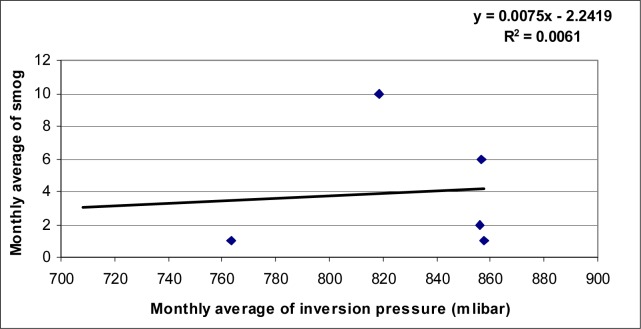 y = 0.0075x - 2.2419
R² = 0.0061
Monthly average of smog
12
10
8
6
4
2
0
700 720 740 760 780 800 820 840 860 880 900
Monthly average of inversion pressure (mlibar)